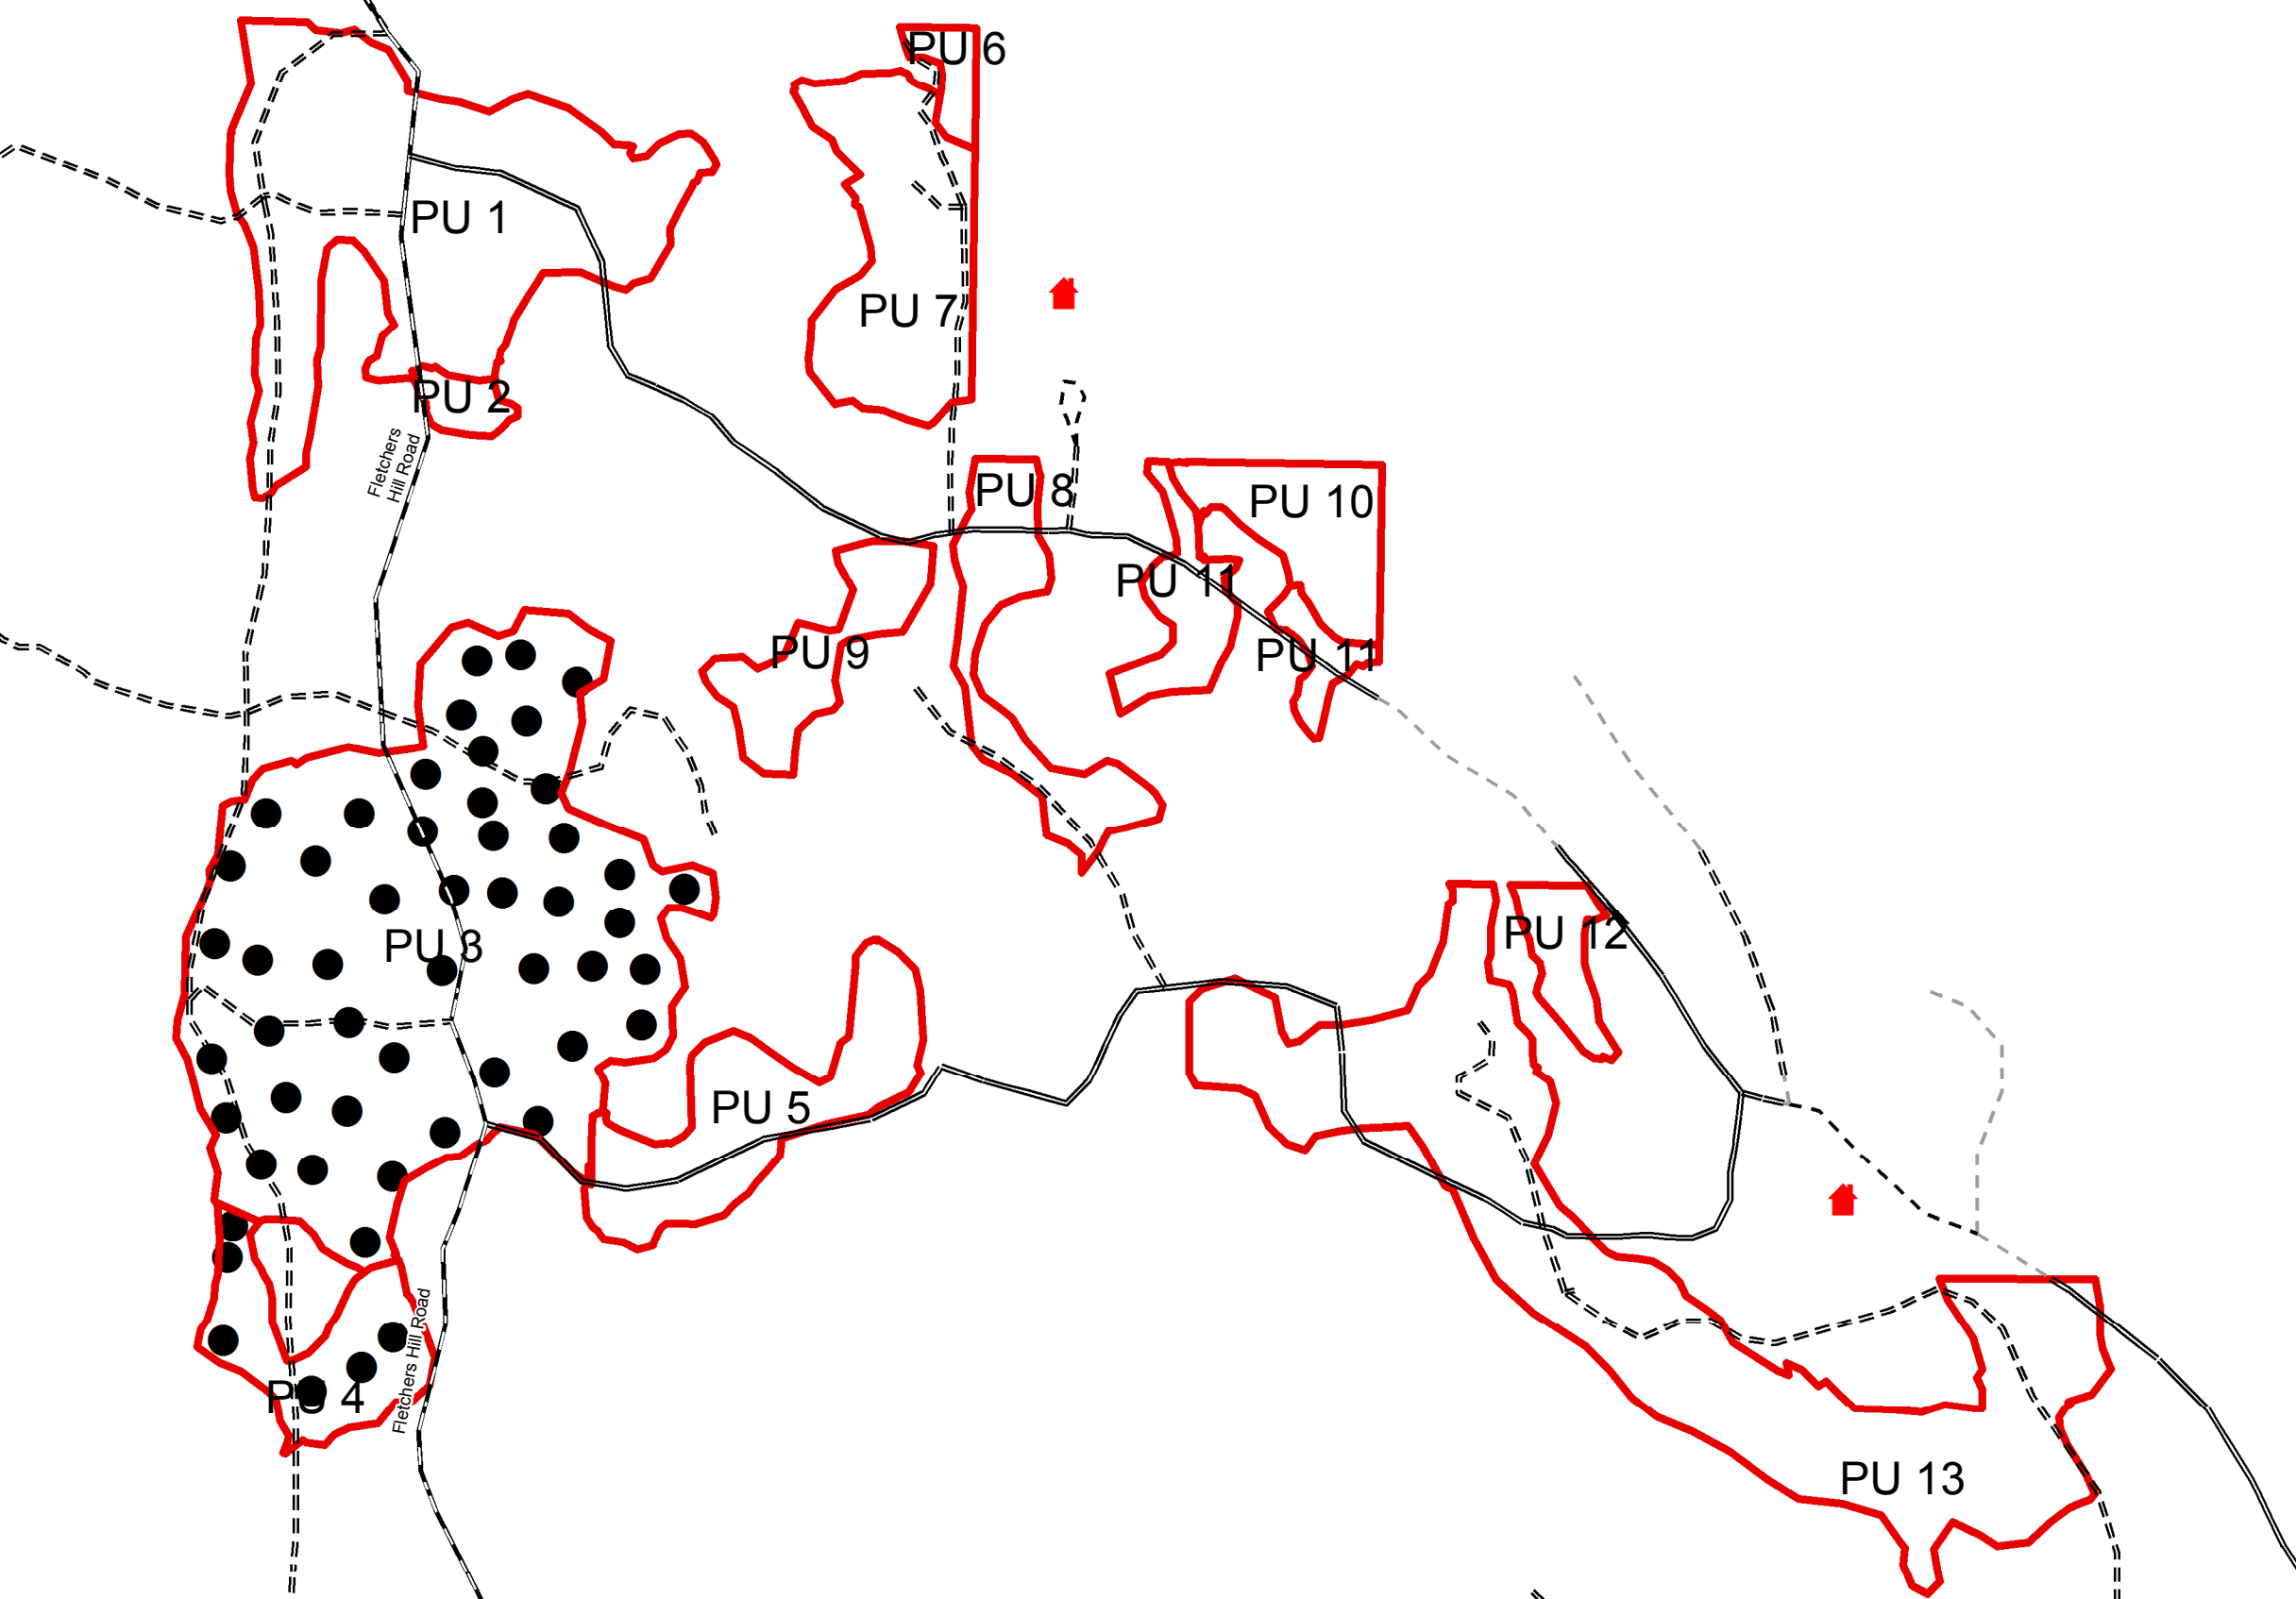 PU 6
PU 1
PU 7
PU 2
Fletchers
Hill Road
PU 8
PU 10
PU 11
PU 9
PU 11
PU 12
PU 3
PU 5
Fletchers Hill Road
PU 4
PU 13